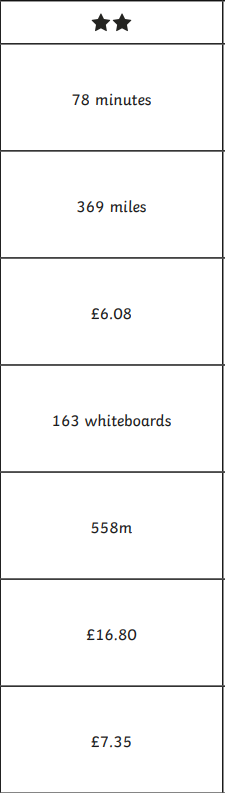 ★★
78 minutes
369 miles
£6.08
163 whiteboards
558m
£16.80
£7.35